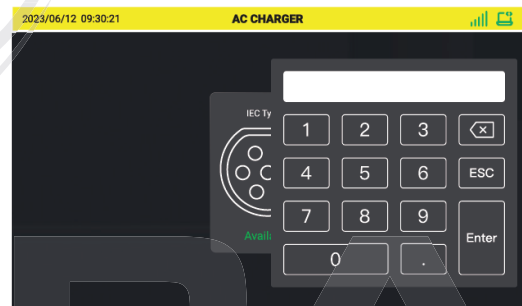 2023/06/12 09:30:21 AC CHARGER
IEC Ty
Availa
1 2 3
4 5 6 ESC
7 8 9
Enter
0 .